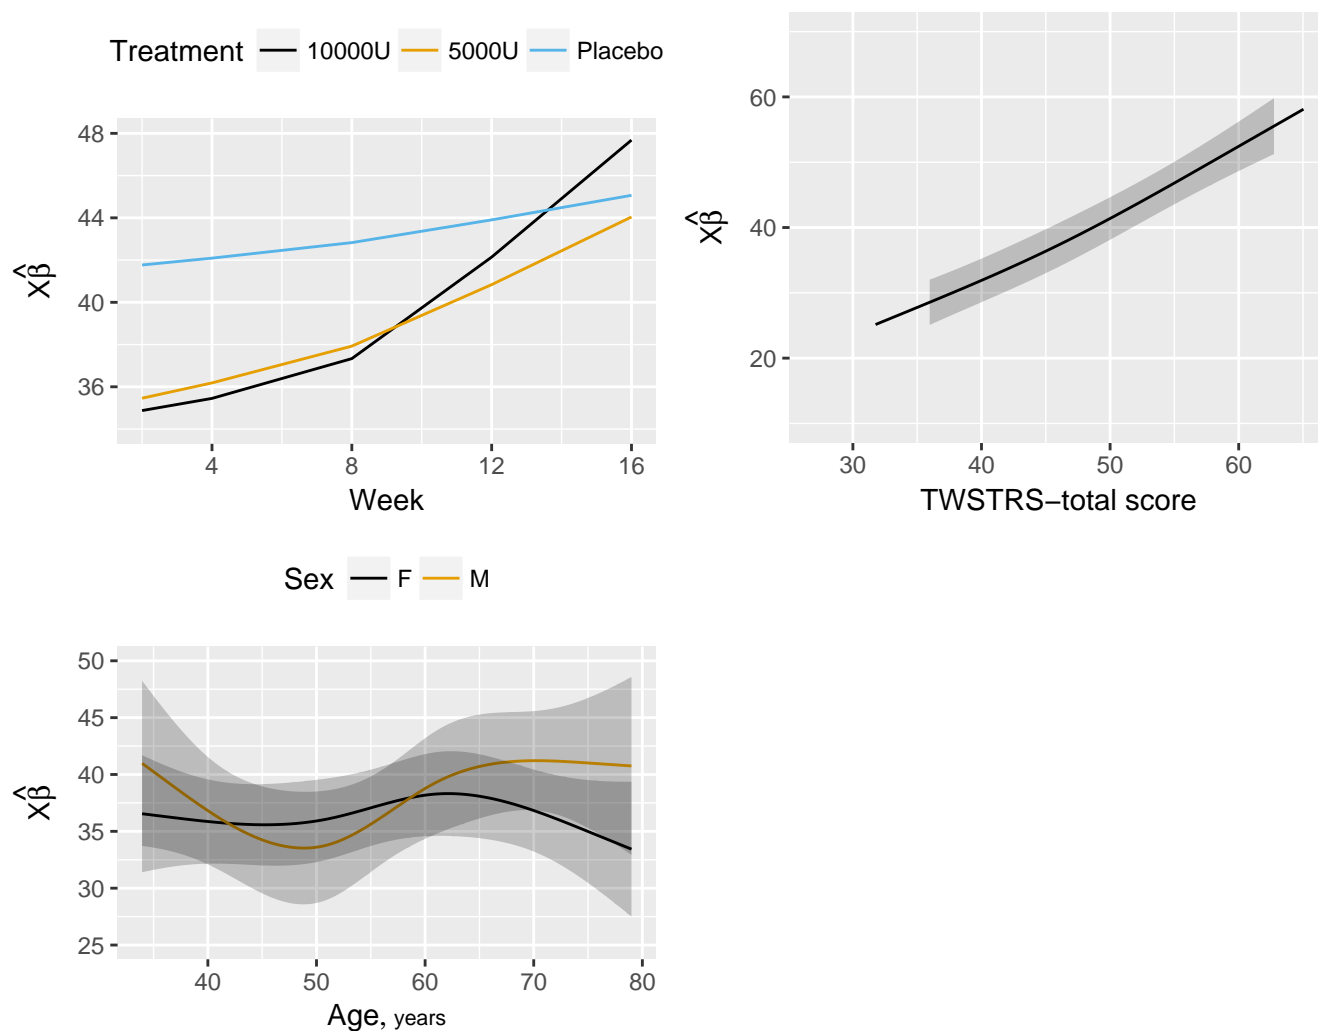 Treatment 10000U 5000U Placebo
48
44
40
36
Xβ̂
4 8 12 16
Week
60
40
20
Xβ̂
30 40 50 60
TWSTRS−total score
Sex F M
50
45
40
35
30
25
Xβ̂
40 50 60 70 80
Age, years